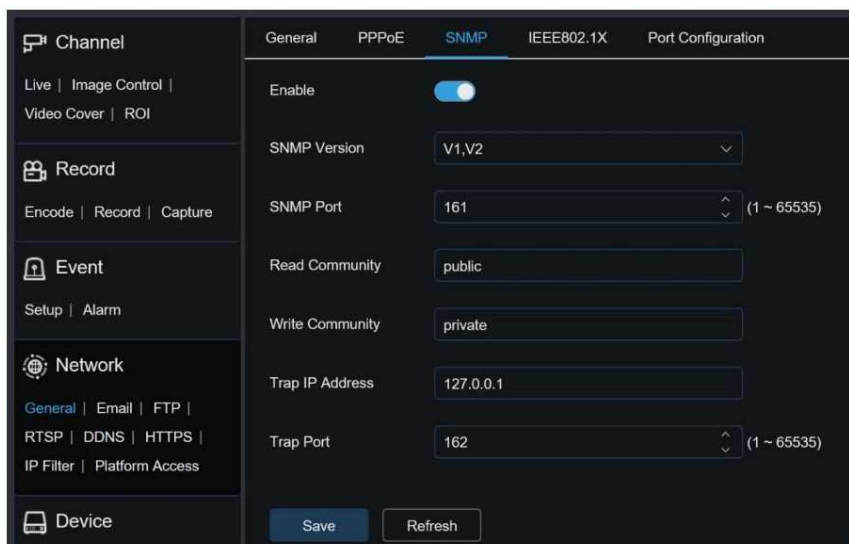 Channel
Live | Image Control |
Video Cover | ROI
Record
Encode | Record | Capture
Event
Setup | Alarm
Network
General | Email | FTP |
RTSP | DDNS | HTTPS |
IP Filter | Platform Access
Device
General PPPoE SNMP IEEE802.1X Port Configuration
Enable
SNMP Version V1,V2
SNMP Port 161 (1 ~ 65535)
Read Community public
Write Community private
Trap IP Address 127.0.0.1
Trap Port 162 (1 ~ 65535)
Save Refresh